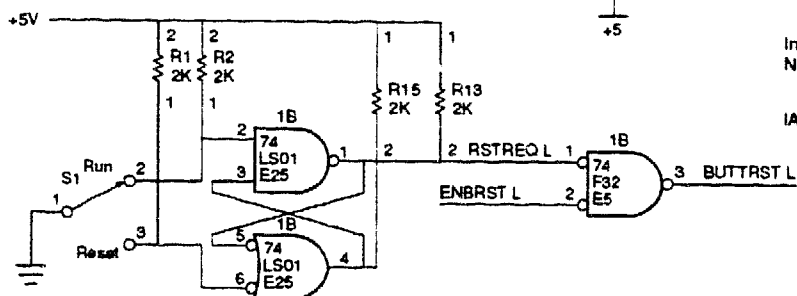 +5V
+5
In
N
IA
2
R1
2K
1
2
R2
2K
1
1
R15
2K
2
1
R13
2K
2
S1
Run
1
2
3
Reset
1B
2
74
LS01
E25
3
1
1B
5
74
LS01
E25
6
4
RSTREQ L
ENBRST L
1B
1
74
F32
E5
2
3
BUTTRST L